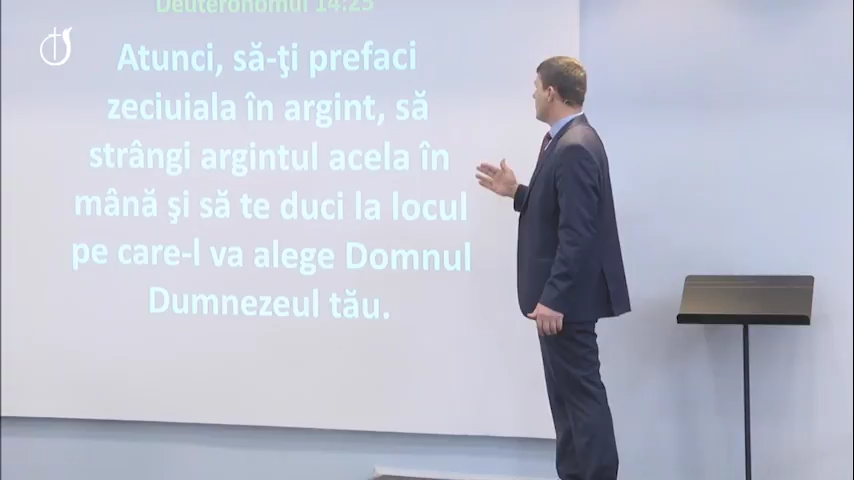 Deuteronomul 14:25
Atunci, să-ţi prefaci
zeciuiala în argint, să
strângi argintul acela în
mână şi să te duci la locul
pe care-l va alege Domnul
Dumnezeul tău.